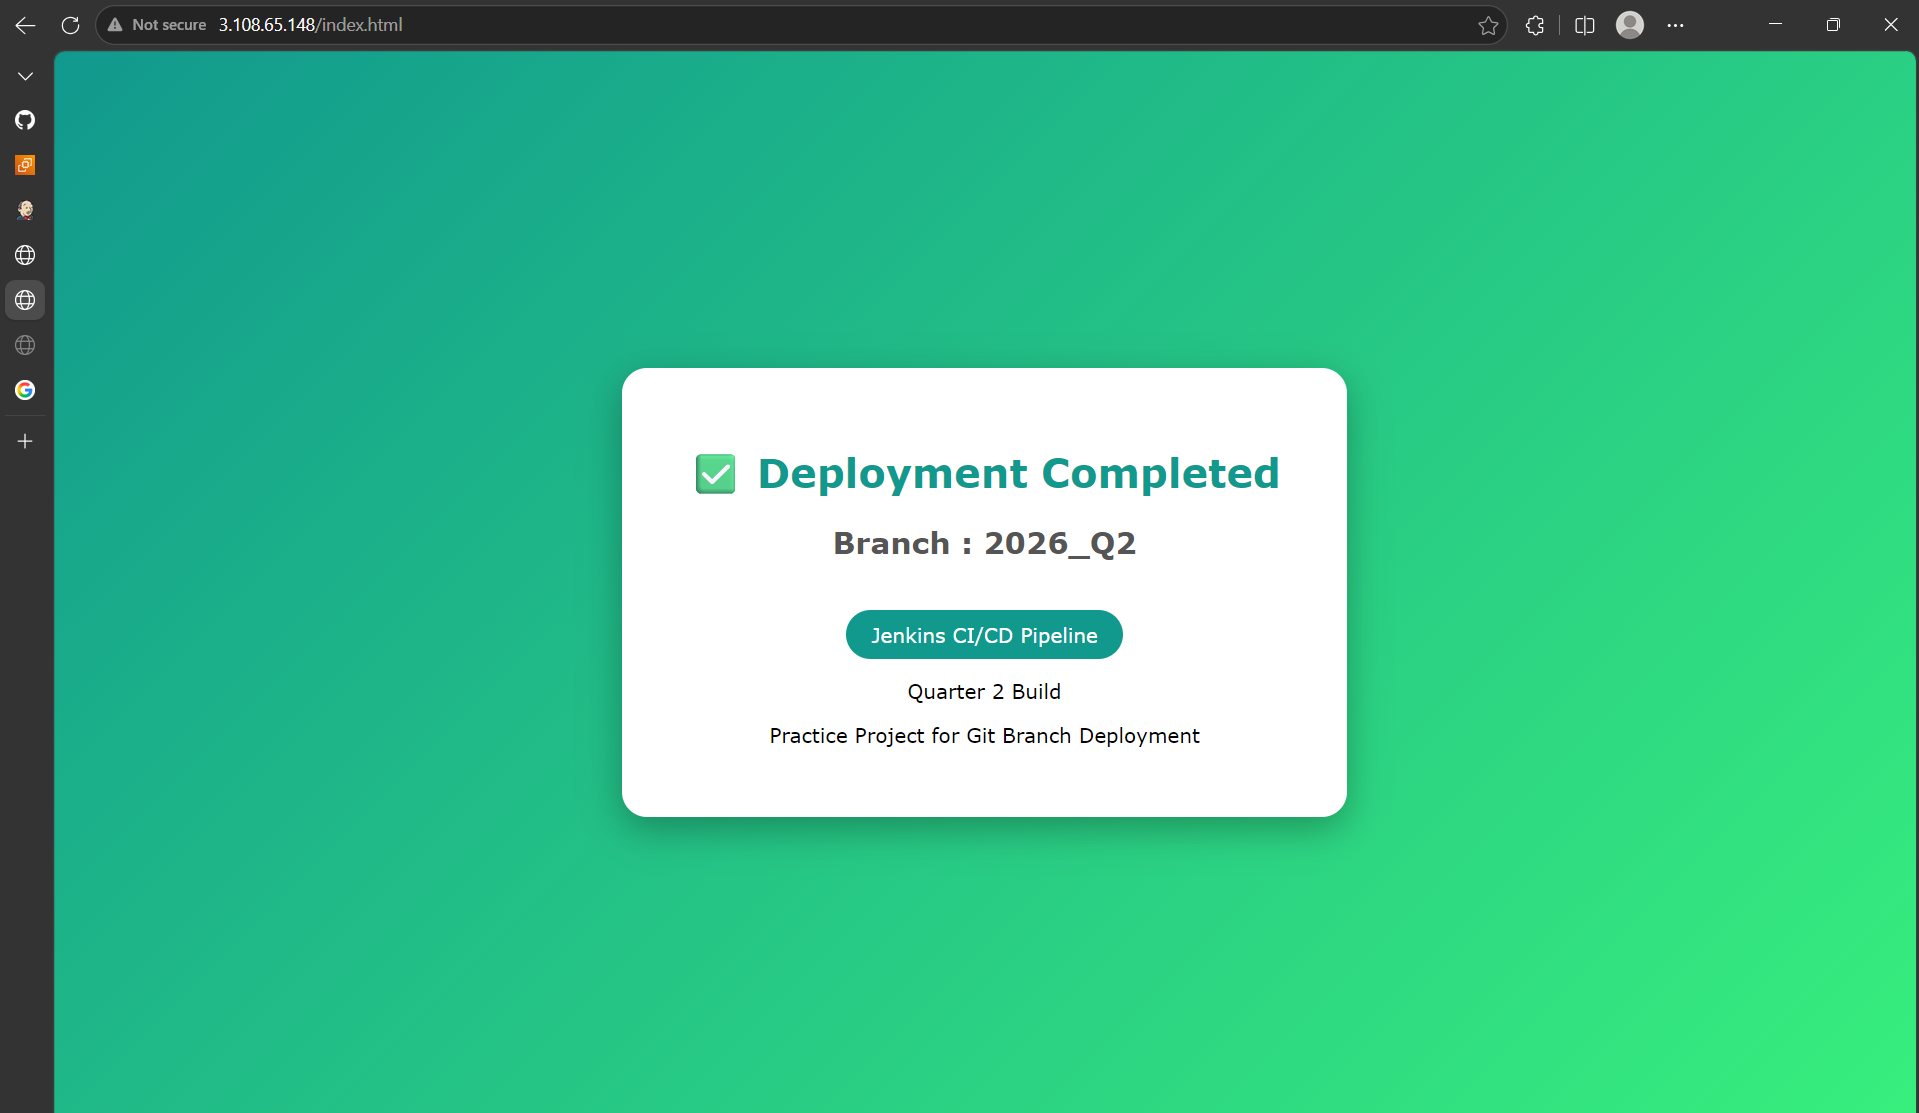 Not secure 3.108.65.148/index.html
✅ Deployment Completed
Branch : 2026_Q2
Jenkins CI/CD Pipeline
Quarter 2 Build
Practice Project for Git Branch Deployment